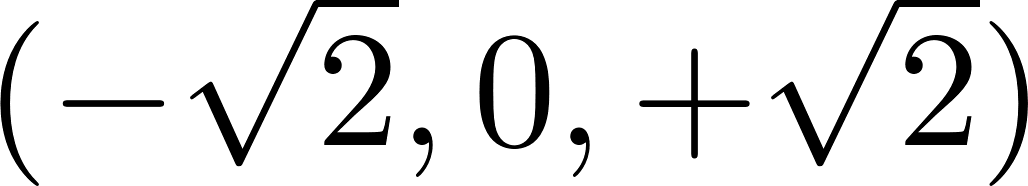 (−√2, 0, +√2)